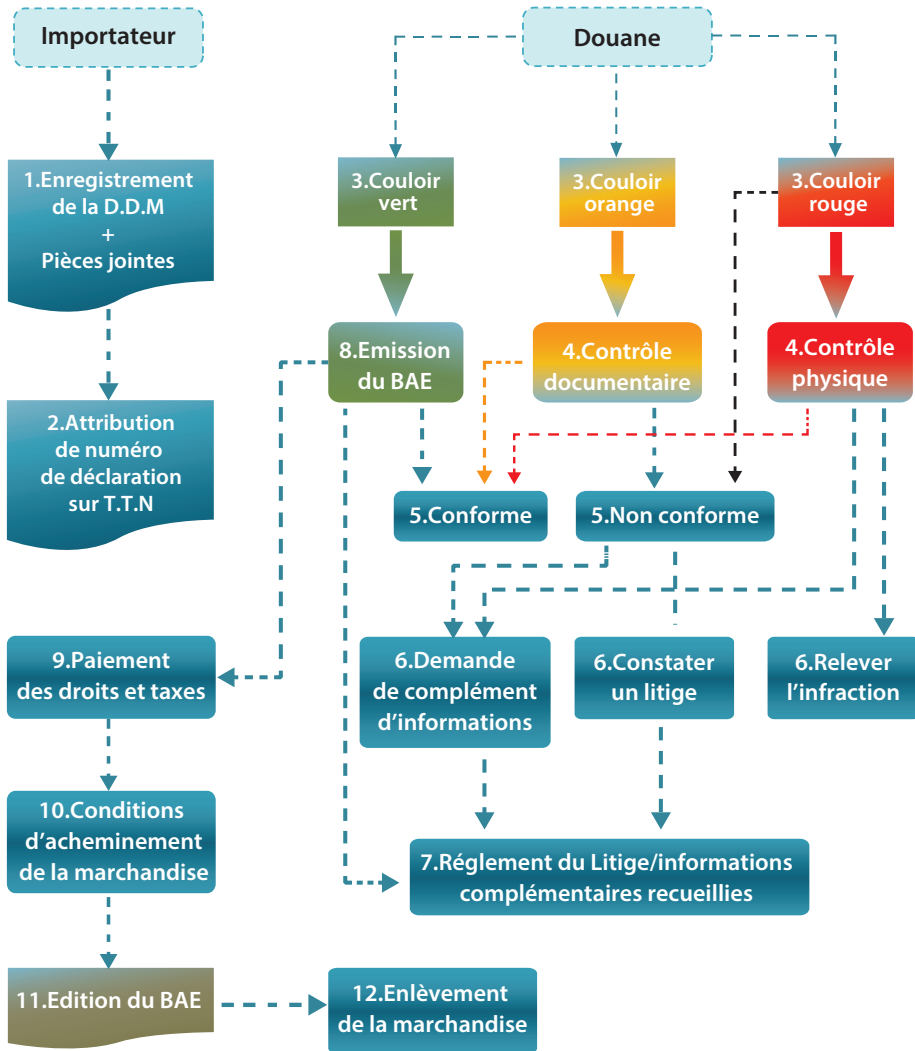 Importateur
Douane
1.Enregistrement
de la D.D.M
+
Pièces jointes
3.Couloir
vert
3.Couloir
orange
3.Couloir
rouge
8.Emission
du BAE
4.Contrôle
documentaire
4.Contrôle
physique
2.Attribution
de numéro
de déclaration
sur T.T.N
5.Conforme
5.Non conforme
9.Paiement
des droits et taxes
6.Demande
de complément
d'informations
6.Constater
un litige
6.Relever
l'infraction
10.Conditions
d'acheminement
de la marchandise
7.Réglement du Litige/informations
complémentaires recueillies
11.Edition du BAE
12.Enlèvement
de la marchandise